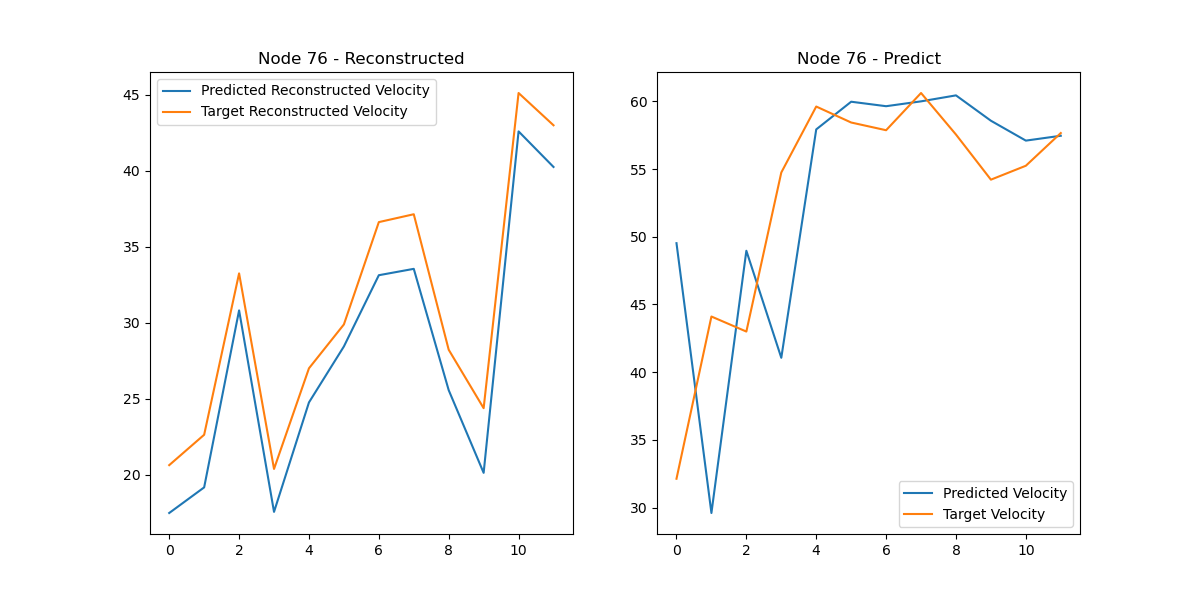 Node 76 - Reconstructed
Predicted Reconstructed Velocity
Target Reconstructed Velocity
45
40
35
30
25
20
0 2 4 6 8 10
Node 76 - Predict
60
55
50
45
40
35
30
Predicted Velocity
Target Velocity
0 2 4 6 8 10